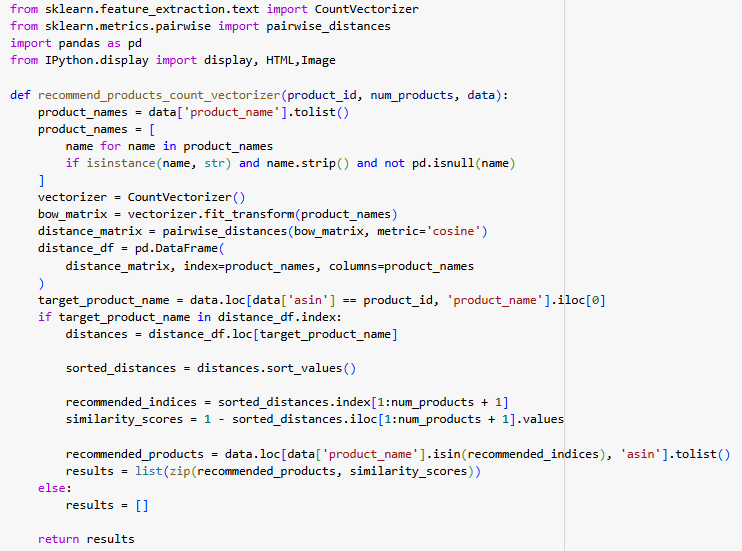 from sklearn.feature_extraction.text import CountVectorizer
from sklearn.metrics.pairwise import pairwise_distances
import pandas as pd
from IPython.display import display, HTML,Image

def recommend_products_count_vectorizer(product_id, num_products, data):
    product_names = data['product_name'].tolist()
    product_names = [
        name for name in product_names
        if isinstance(name, str) and name.strip() and not pd.isnull(name)
    ]
    vectorizer = CountVectorizer()
    bow_matrix = vectorizer.fit_transform(product_names)
    distance_matrix = pairwise_distances(bow_matrix, metric='cosine')
    distance_df = pd.DataFrame(
        distance_matrix, index=product_names, columns=product_names
    )
    target_product_name = data.loc[data['asin'] == product_id, 'product_name'].iloc[0]
    if target_product_name in distance_df.index:
        distances = distance_df.loc[target_product_name]

        sorted_distances = distances.sort_values()

        recommended_indices = sorted_distances.index[1:num_products + 1]
        similarity_scores = 1 - sorted_distances.iloc[1:num_products + 1].values

        recommended_products = data.loc[data['product_name'].isin(recommended_indices), 'asin'].tolist()
        results = list(zip(recommended_products, similarity_scores))
    else:
        results = []

    return results